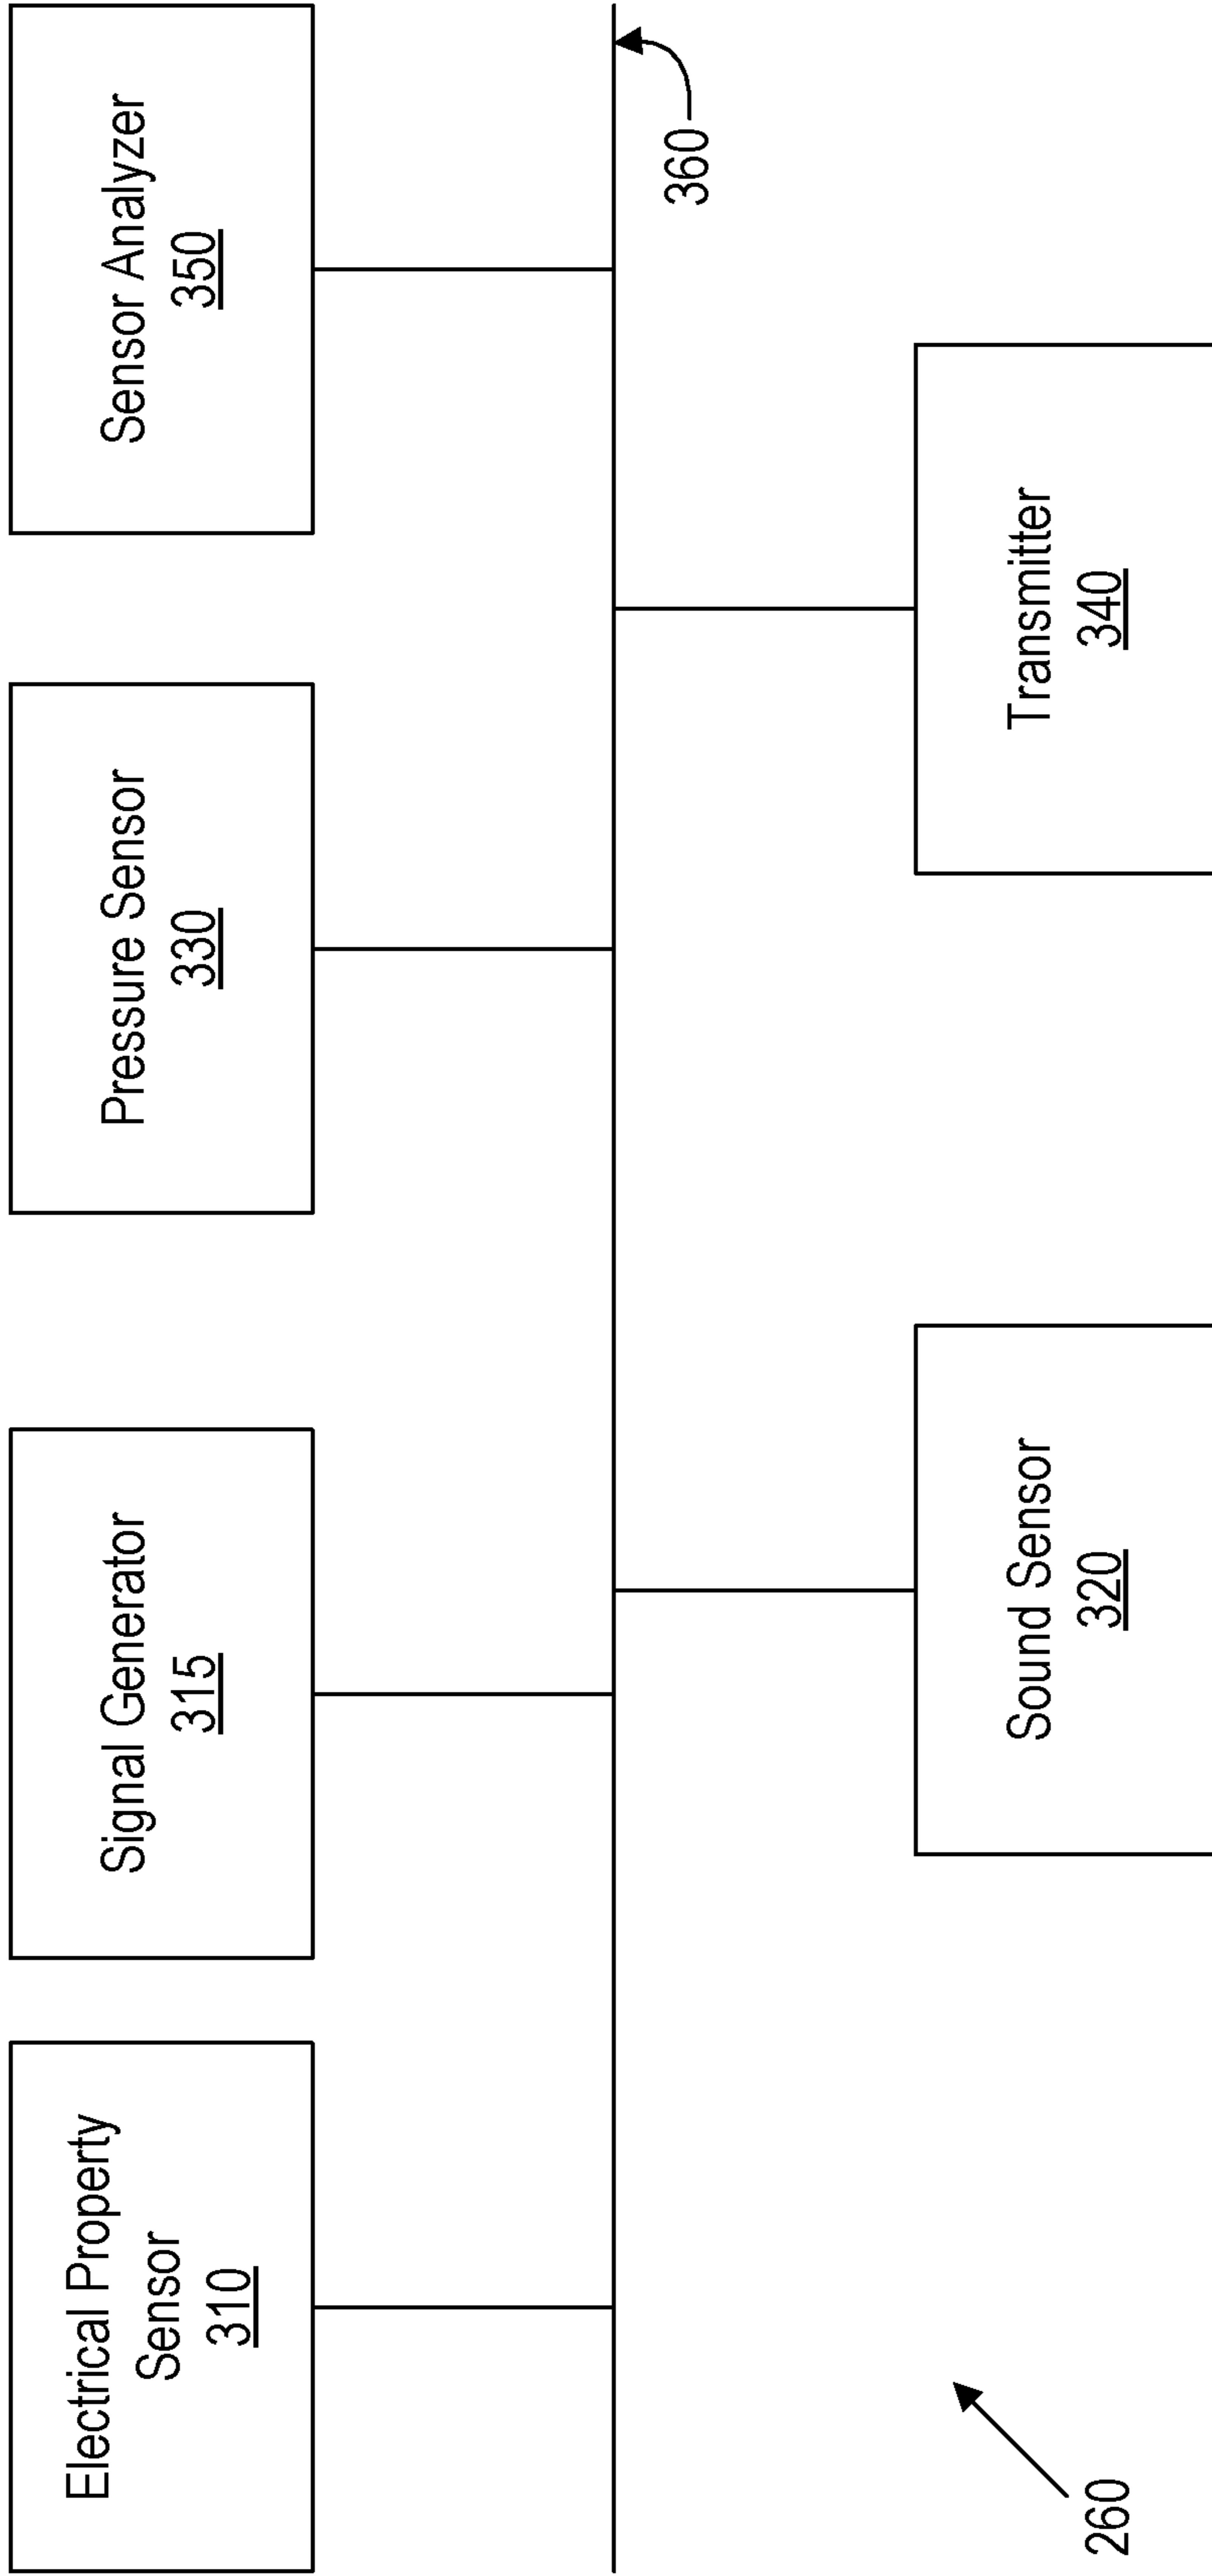 Electrical Property
Sensor
310
Signal Generator
315
Pressure Sensor
330
Sensor Analyzer
350
360
Sound Sensor
320
Transmitter
340
260